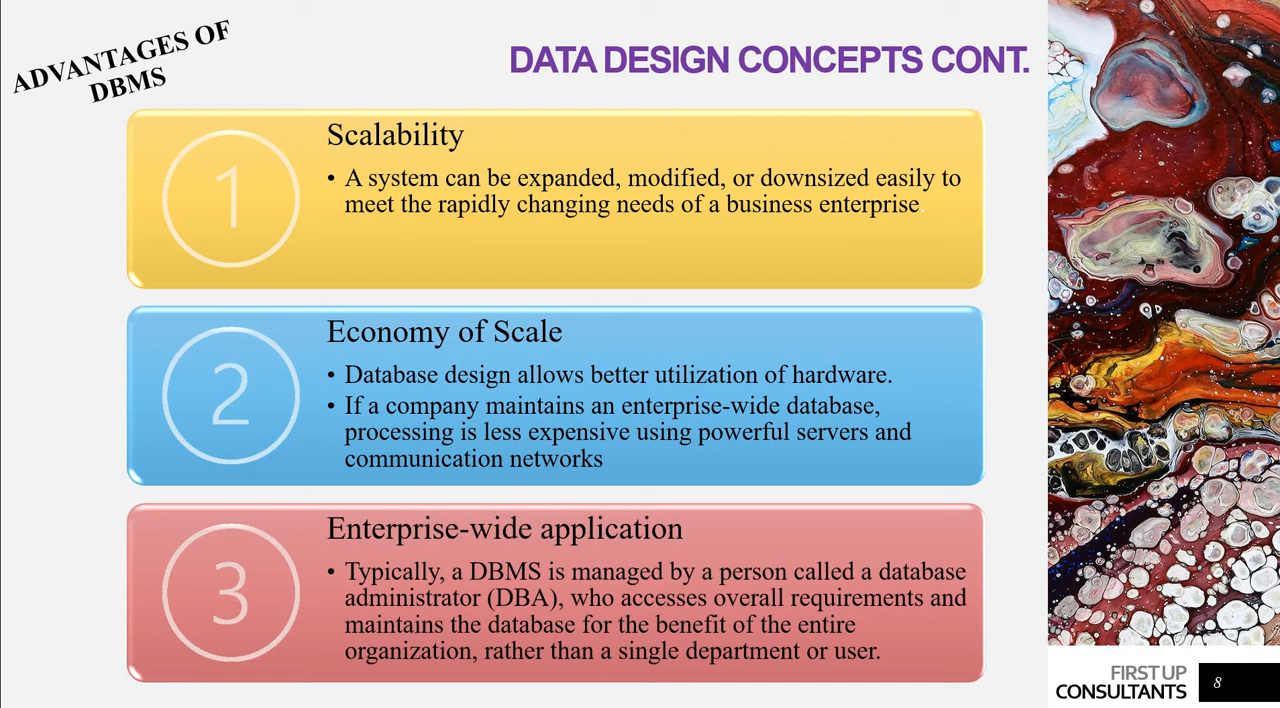 ADVANTAGES OF
DBMS
DATA DESIGN CONCEPTS CONT.
1
Scalability
• A system can be expanded, modified, or downsized easily to
meet the rapidly changing needs of a business enterprise.
2
Economy of Scale
• Database design allows better utilization of hardware.
• If a company maintains an enterprise-wide database,
processing is less expensive using powerful servers and
communication networks
3
Enterprise-wide application
• Typically, a DBMS is managed by a person called a database
administrator (DBA), who accesses overall requirements and
maintains the database for the benefit of the entire
organization, rather than a single department or user.
FIRST UP
CONSULTANTS
8